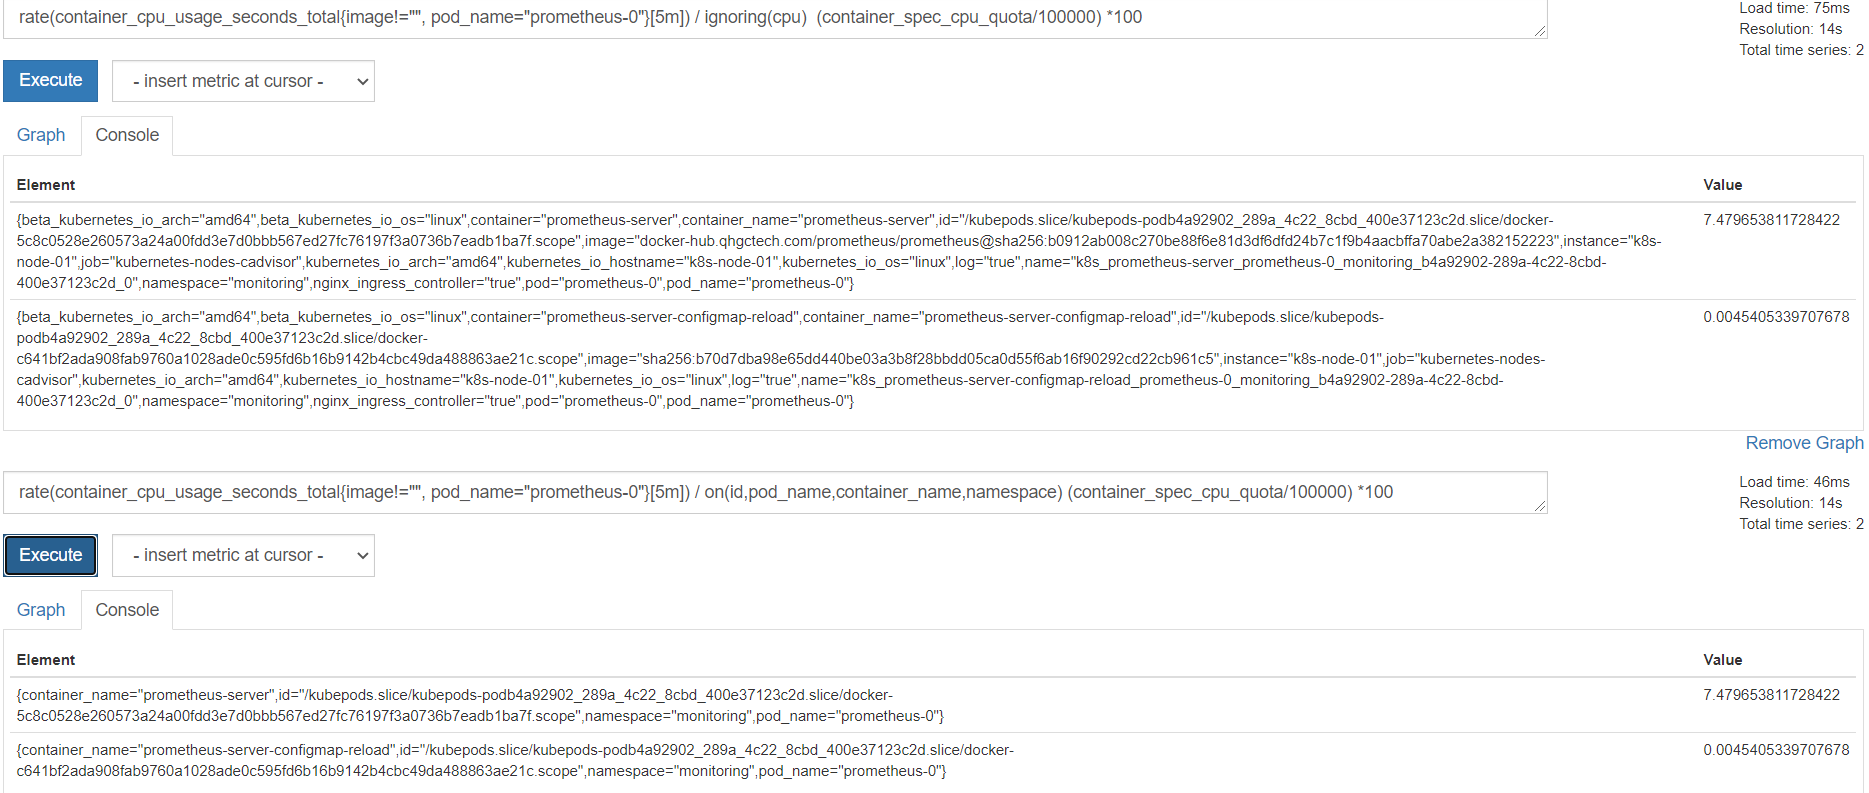 rate(container_cpu_usage_seconds_total{image!="", pod_name="prometheus-0"}[5m]) / ignoring(cpu)  (container_spec_cpu_quota/100000) *100
Load time: 75ms
Resolution: 14s
Total time series: 2
Execute
- insert metric at cursor -
Graph
Console
Element
Value
{beta_kubernetes_io_arch="amd64",beta_kubernetes_io_os="linux",container="prometheus-server",container_name="prometheus-server",id="/kubepods.slice/kubepods-podb4a92902_289a_4c22_8cbd_400e37123c2d.slice/docker-
5c8c0528e260573a24a00fdd3e7d0bbb567ed27fc76197f3a0736b7eadb1ba7f.scope",image="docker-hub.qhgctech.com/prometheus/prometheus@sha256:b0912ab008c270be88f6e81d3df6dfd24b7c1f9b4aacbffa70abe2a382152223",instance="k8s-
node-01",job="kubernetes-nodes-cadvisor",kubernetes_io_arch="amd64",kubernetes_io_hostname="k8s-node-01",kubernetes_io_os="linux",log="true",name="k8s_prometheus-server_prometheus-0_monitoring_b4a92902-289a-4c22-8cbd-
400e37123c2d_0",namespace="monitoring",nginx_ingress_controller="true",pod="prometheus-0",pod_name="prometheus-0"}
7.479653811728422
{beta_kubernetes_io_arch="amd64",beta_kubernetes_io_os="linux",container="prometheus-server-configmap-reload",container_name="prometheus-server-configmap-reload",id="/kubepods.slice/kubepods-
podb4a92902_289a_4c22_8cbd_400e37123c2d.slice/docker-
c641bf2ada908fab9760a1028ade0c595fd6b16b9142b4cbc49da488863ae21c.scope",image="sha256:b70d7dba98e65dd440be03a3b8f28bbdd05ca0d55f6ab16f90292cd22cb961c5",instance="k8s-node-01",job="kubernetes-nodes-
cadvisor",kubernetes_io_arch="amd64",kubernetes_io_hostname="k8s-node-01",kubernetes_io_os="linux",log="true",name="k8s_prometheus-server-configmap-reload_prometheus-0_monitoring_b4a92902-289a-4c22-8cbd-
400e37123c2d_0",namespace="monitoring",nginx_ingress_controller="true",pod="prometheus-0",pod_name="prometheus-0"}
0.0045405339707678
Remove Graph
rate(container_cpu_usage_seconds_total{image!="", pod_name="prometheus-0"}[5m]) / on(id,pod_name,container_name,namespace) (container_spec_cpu_quota/100000) *100
Load time: 46ms
Resolution: 14s
Total time series: 2
Execute
- insert metric at cursor -
Graph
Console
Element
Value
{container_name="prometheus-server",id="/kubepods.slice/kubepods-podb4a92902_289a_4c22_8cbd_400e37123c2d.slice/docker-
5c8c0528e260573a24a00fdd3e7d0bbb567ed27fc76197f3a0736b7eadb1ba7f.scope",namespace="monitoring",pod_name="prometheus-0"}
7.479653811728422
{container_name="prometheus-server-configmap-reload",id="/kubepods.slice/kubepods-podb4a92902_289a_4c22_8cbd_400e37123c2d.slice/docker-
c641bf2ada908fab9760a1028ade0c595fd6b16b9142b4cbc49da488863ae21c.scope",namespace="monitoring",pod_name="prometheus-0"}
0.0045405339707678